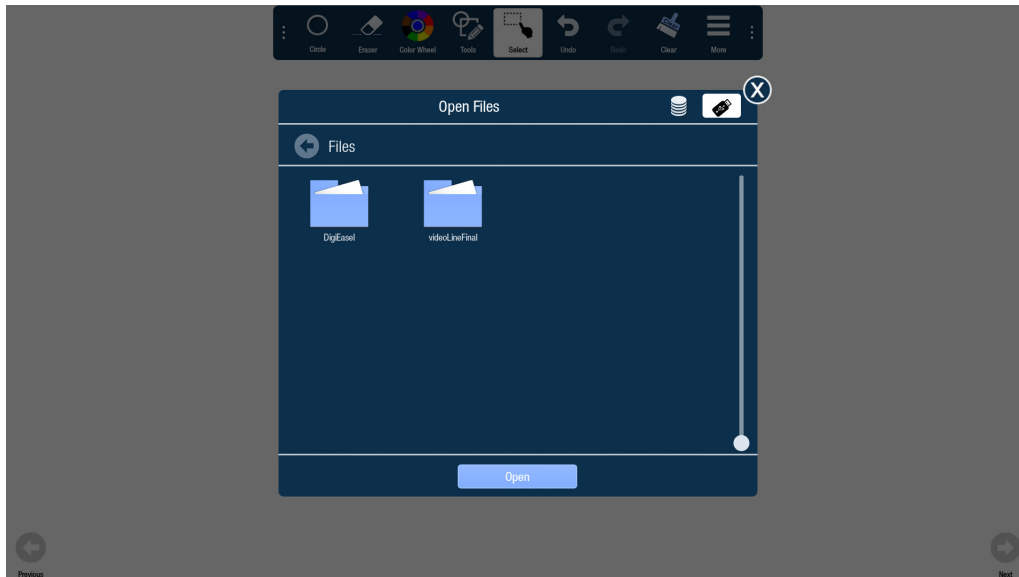 Circle Eraser Color Wheel Tools Select Undo Redo Clear More
X
Open Files
Files
DigiEasel videoLineFinal
Open
Previous Next